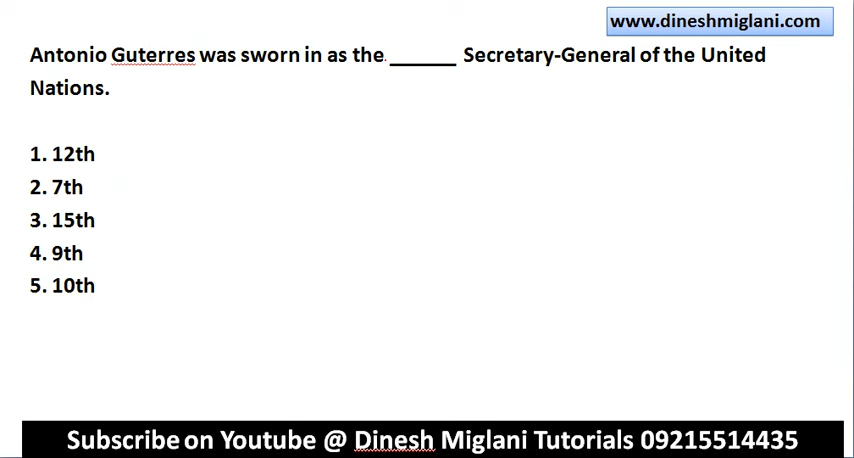 www.dineshmiglani.com
Antonio Guterres was sworn in as the ______ Secretary-General of the United
Nations.
1. 12th
2. 7th
3. 15th
4. 9th
5. 10th
Subscribe on Youtube @ Dinesh Miglani Tutorials 09215514435